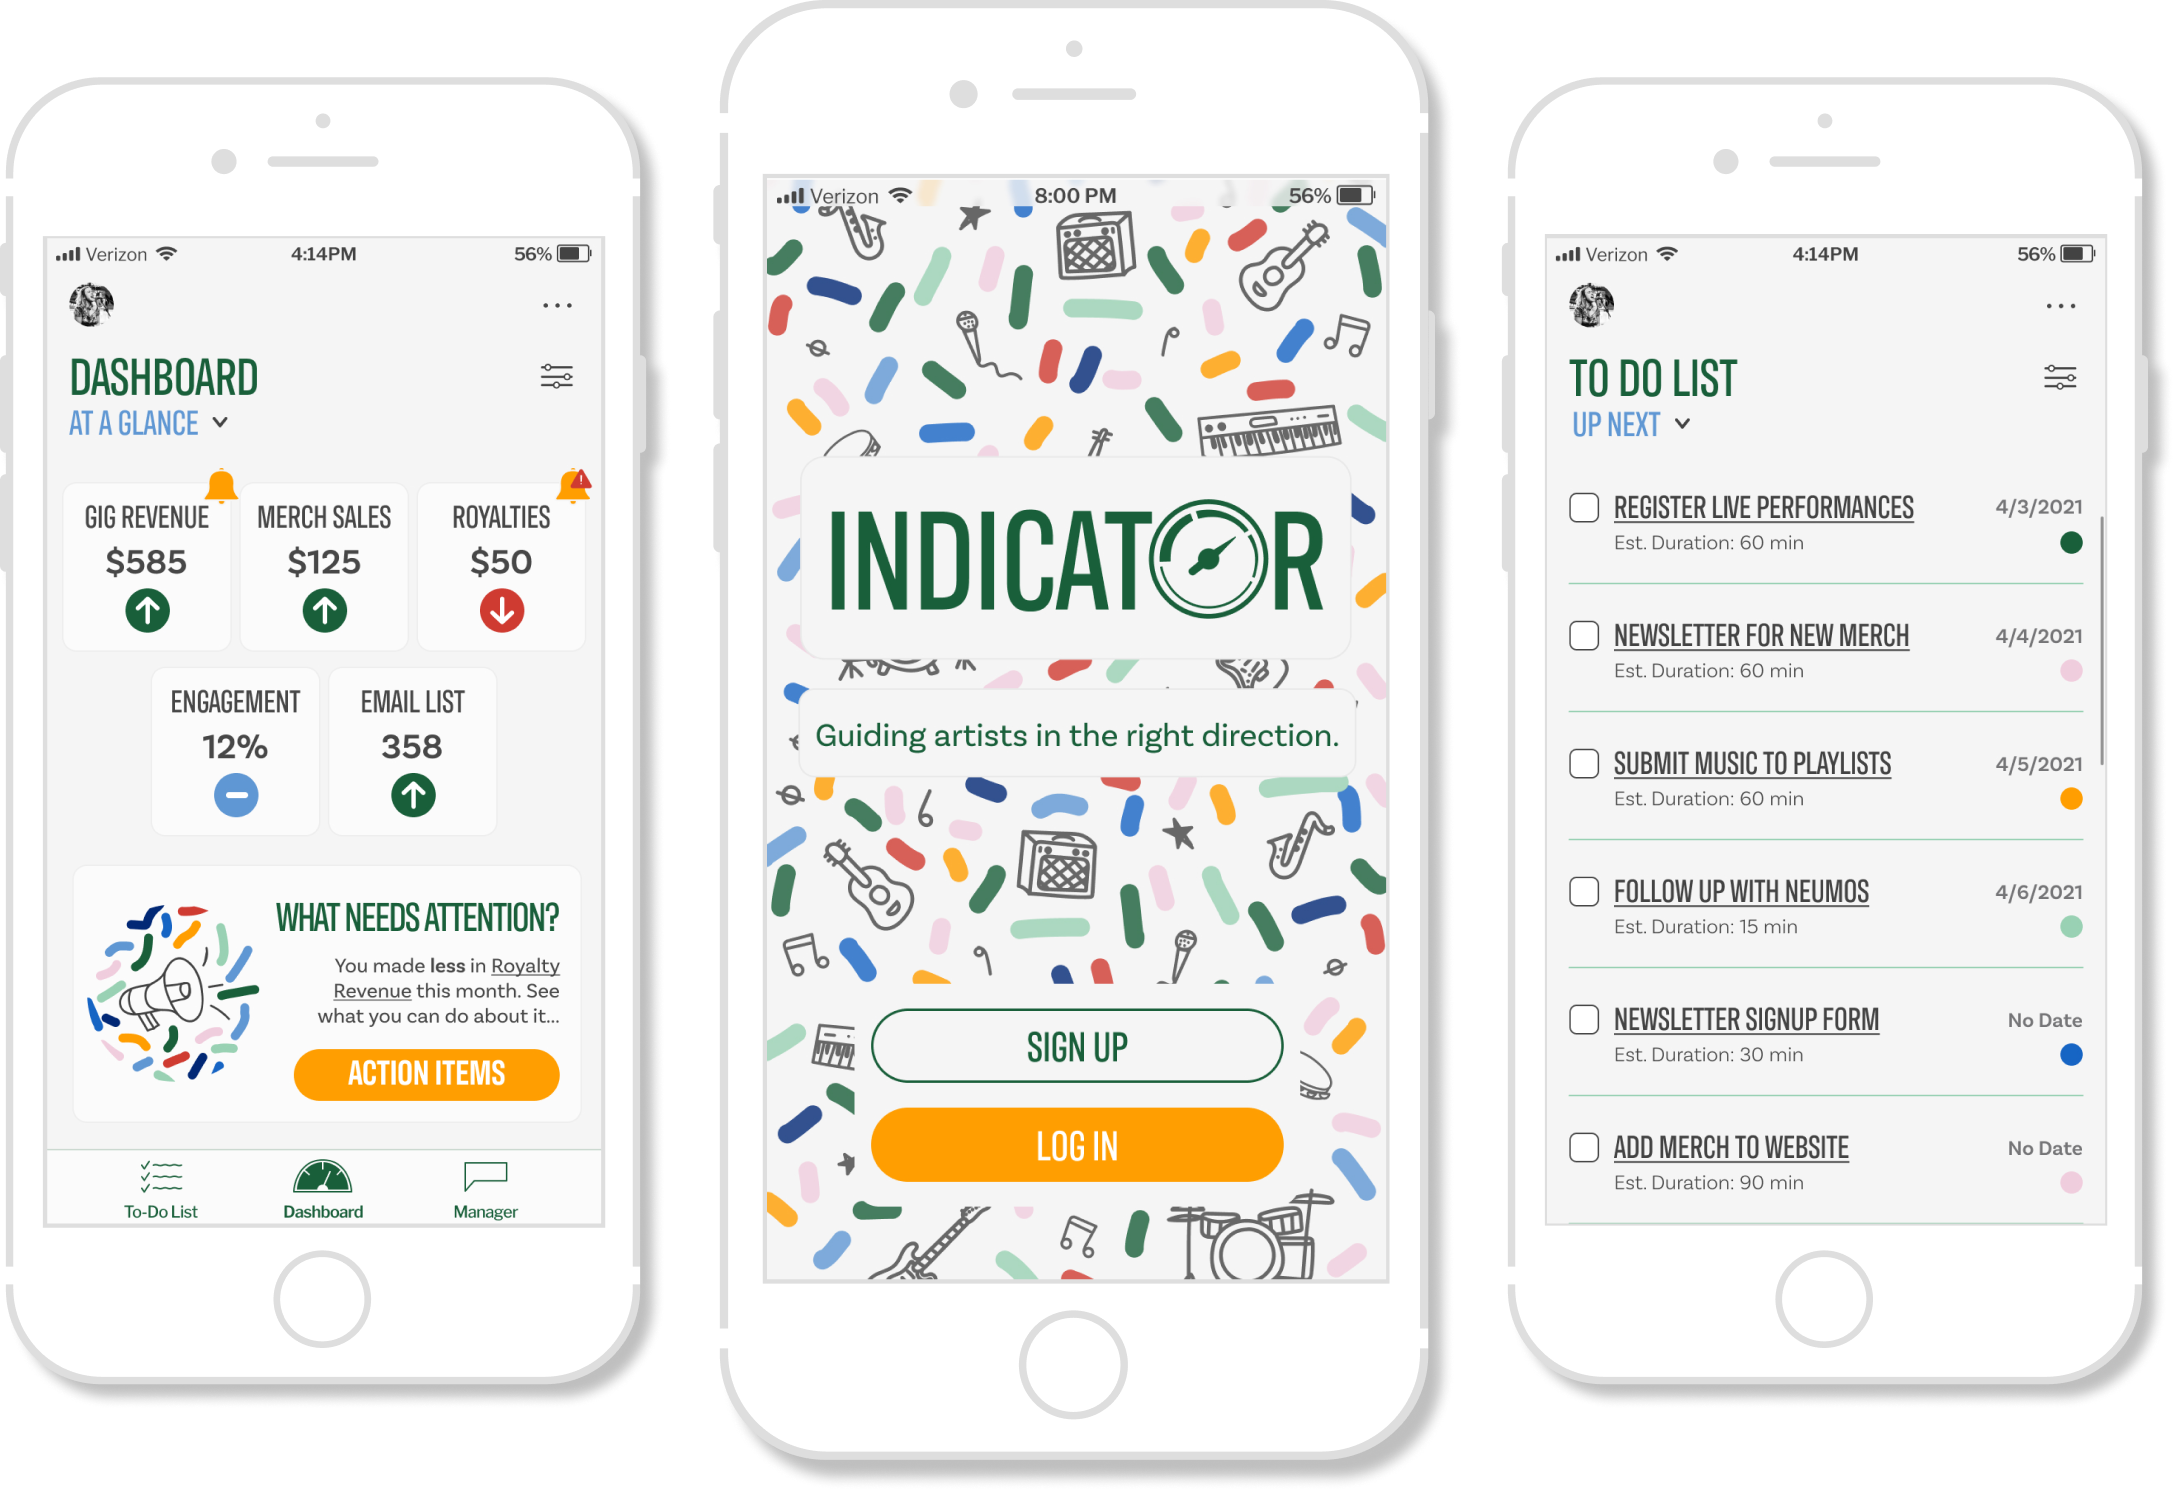 Verizon 4:14PM 56%
DASHBOARD
AT A GLANCE
GIG REVENUE
$585
MERCH SALES
$125
ROYALTIES
$50
ENGAGEMENT
12%
EMAIL LIST
358
WHAT NEEDS ATTENTION?
You made less in Royalty
Revenue this month. See
what you can do about it...
ACTION ITEMS
To-Do List
Dashboard
Manager
Verizon 8:00 PM 56%
INDICATOR
Guiding artists in the right direction.
SIGN UP
LOG IN
Verizon 4:14PM 56%
TO DO LIST
UP NEXT
REGISTER LIVE PERFORMANCES 4/3/2021
Est. Duration: 60 min
NEWSLETTER FOR NEW MERCH 4/4/2021
Est. Duration: 60 min
SUBMIT MUSIC TO PLAYLISTS 4/5/2021
Est. Duration: 60 min
FOLLOW UP WITH NEUMOS 4/6/2021
Est. Duration: 15 min
NEWSLETTER SIGNUP FORM No Date
Est. Duration: 30 min
ADD MERCH TO WEBSITE No Date
Est. Duration: 90 min